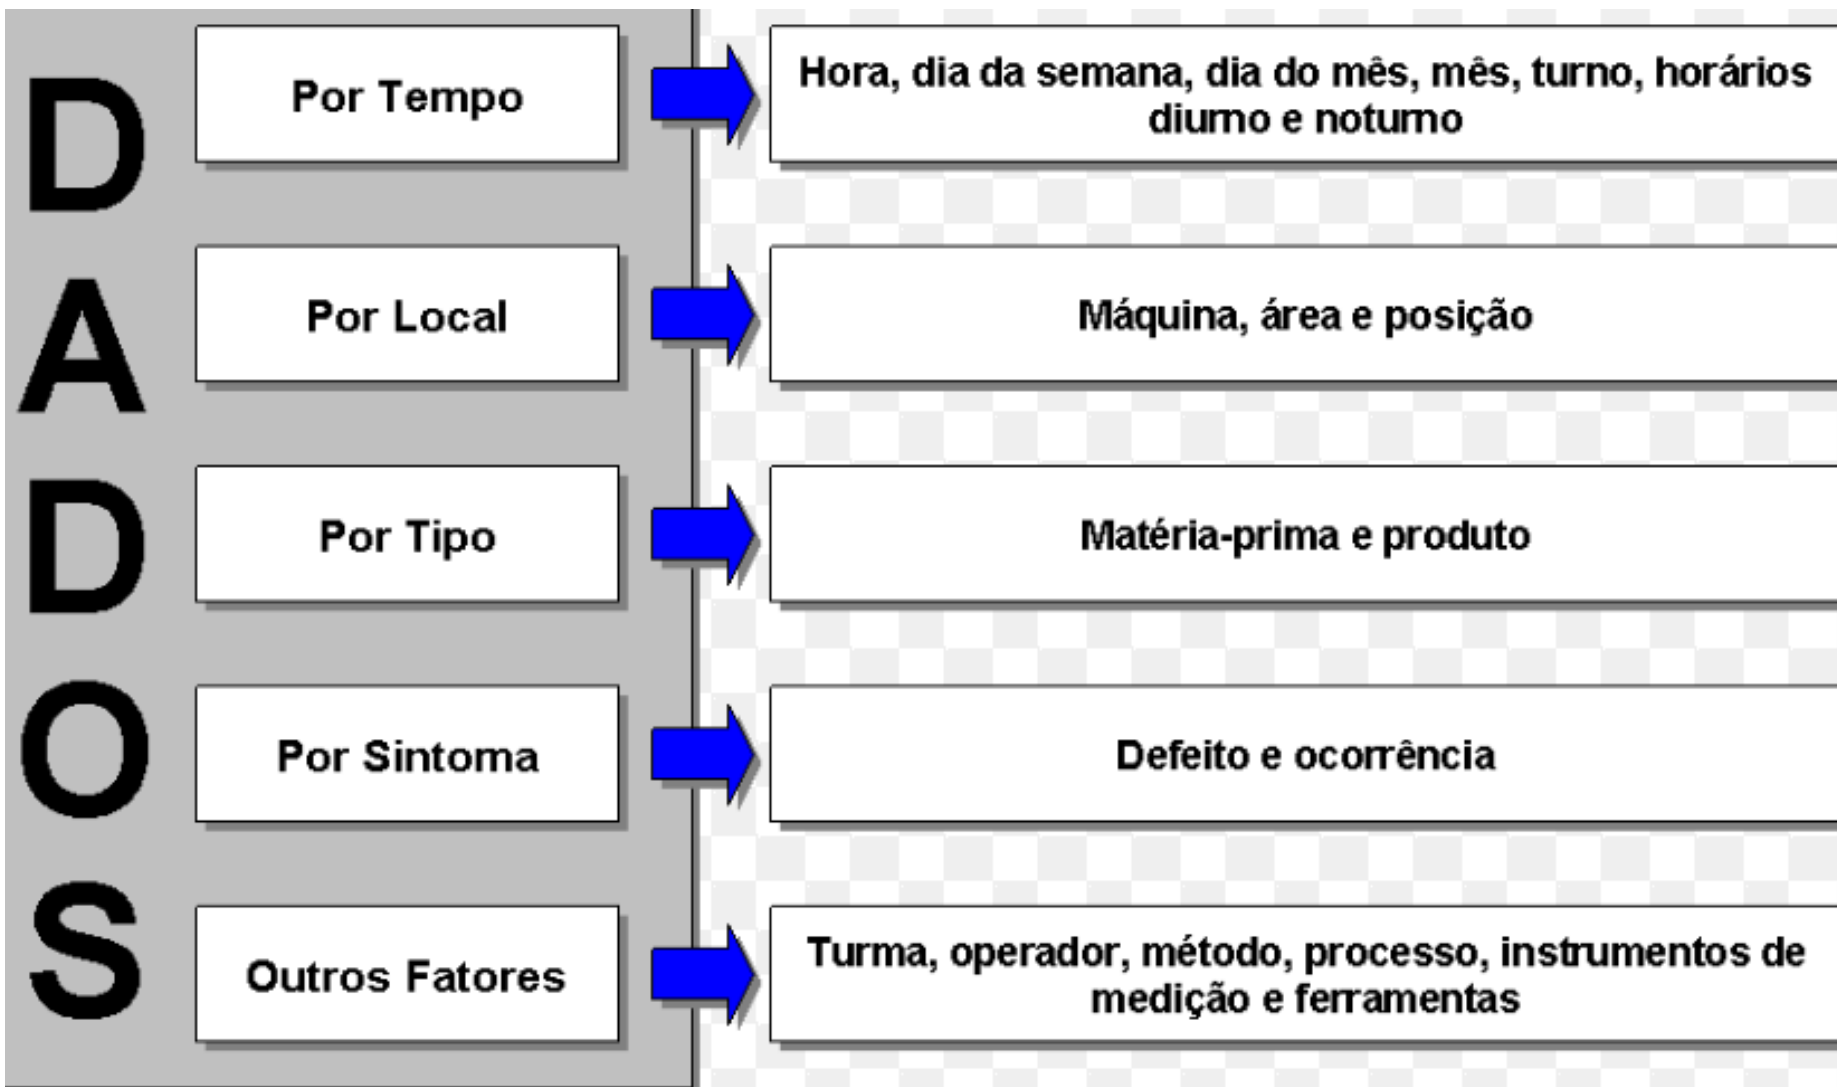 DADOS
Por Tempo
Hora, dia da semana, dia do mês, mês, turno, horários
diurno e noturno
Por Local
Máquina, área e posição
Por Tipo
Matéria-prima e produto
Por Sintoma
Defeito e ocorrência
Outros Fatores
Turma, operador, método, processo, instrumentos de
medição e ferramentas